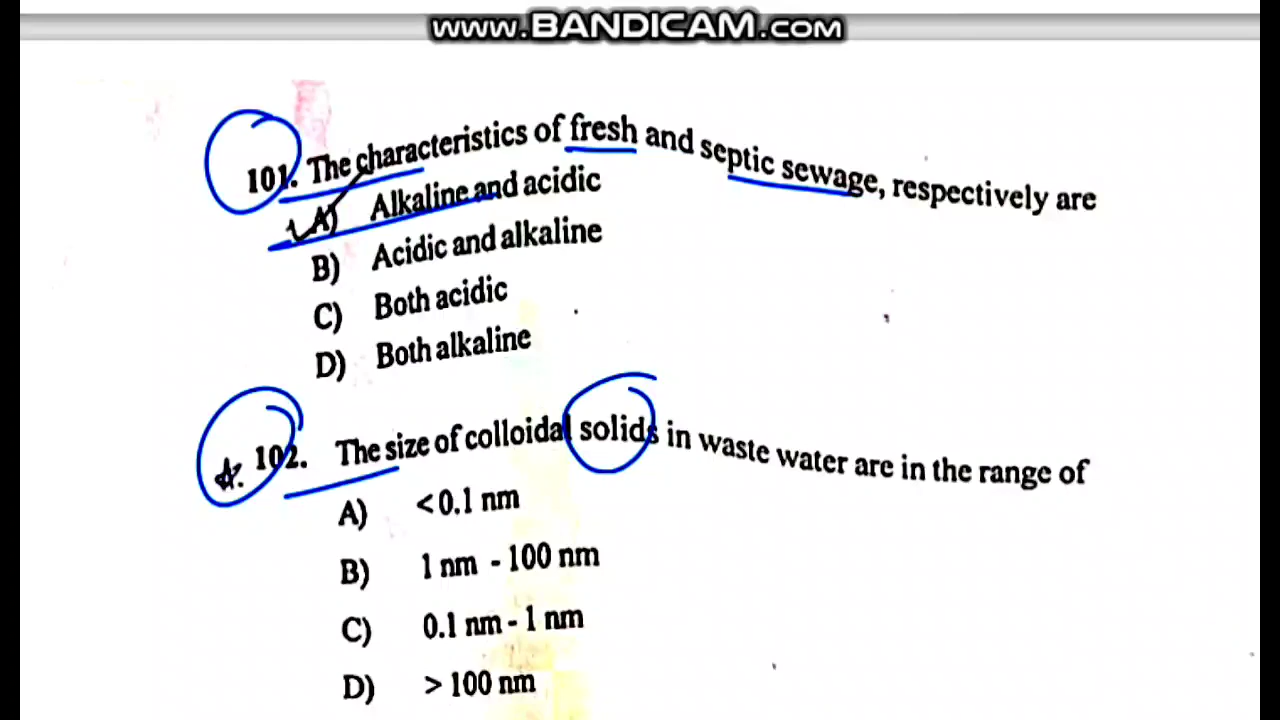 www.BANDICAM.com
101. The characteristics of fresh and septic sewage, respectively are
A) Alkaline and acidic
B) Acidic and alkaline
C) Both acidic
D) Both alkaline
102. The size of colloidal solids in waste water are in the range of
A) < 0.1 nm
B) 1 nm - 100 nm
C) 0.1 nm - 1 nm
D) > 100 nm